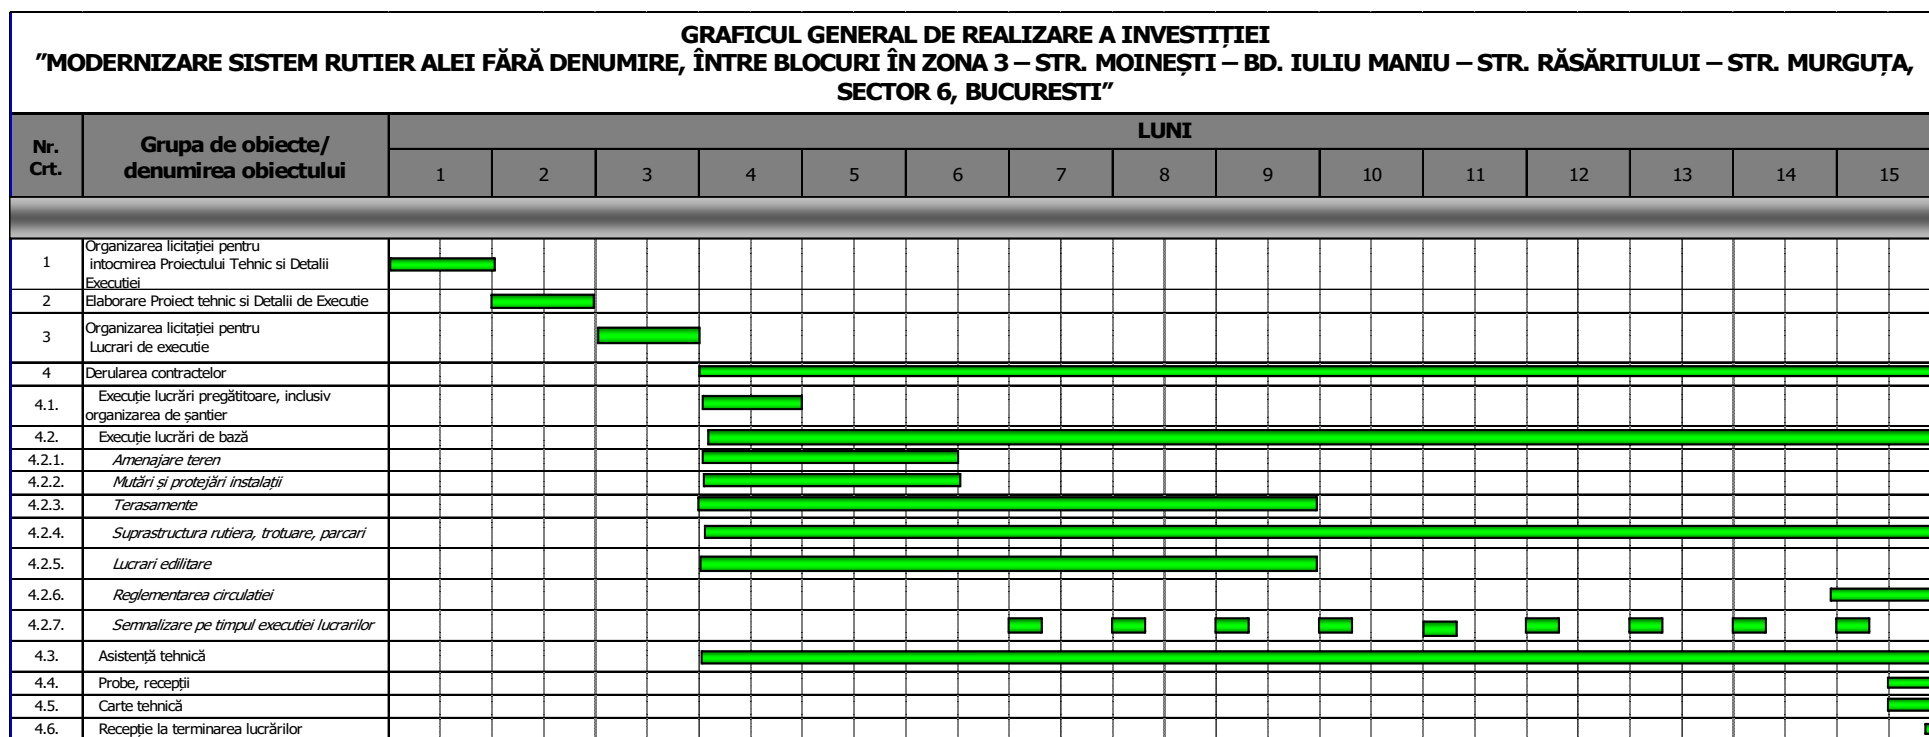 GRAFICUL GENERAL DE REALIZARE A INVESTIȚIEI
”MODERNIZARE SISTEM RUTIER ALEI FĂRĂ DENUMIRE, ÎNTRE BLOCURI ÎN ZONA 3 – STR. MOINEȘTI – BD. IULIU MANIU – STR. RĂSĂRITULUI – STR. MURGUȚA,
SECTOR 6, BUCURESTI”
Nr.
Crt.
Grupa de obiecte/
denumirea obiectului
LUNI
1 2 3 4 5 6 7 8 9 10 11 12 13 14 15
1 Organizarea licitației pentru
intocmirea Proiectului Tehnic si Detalii
Executiei
2 Elaborare Proiect tehnic si Detalii de Executie
3 Organizarea licitației pentru
Lucrari de executie
4 Derularea contractelor
4.1. Execuție lucrări pregătitoare, inclusiv
organizarea de șantier
4.2. Execuție lucrări de bază
4.2.1. Amenajare teren
4.2.2. Mutări și protejări instalații
4.2.3. Terasamente
4.2.4. Suprastructura rutiera, trotuare, parcari
4.2.5. Lucrari edilitare
4.2.6. Reglementarea circulatiei
4.2.7. Semnalizare pe timpul executiei lucrarilor
4.3. Asistență tehnică
4.4. Probe, recepții
4.5. Carte tehnică
4.6. Recepție la terminarea lucrărilor